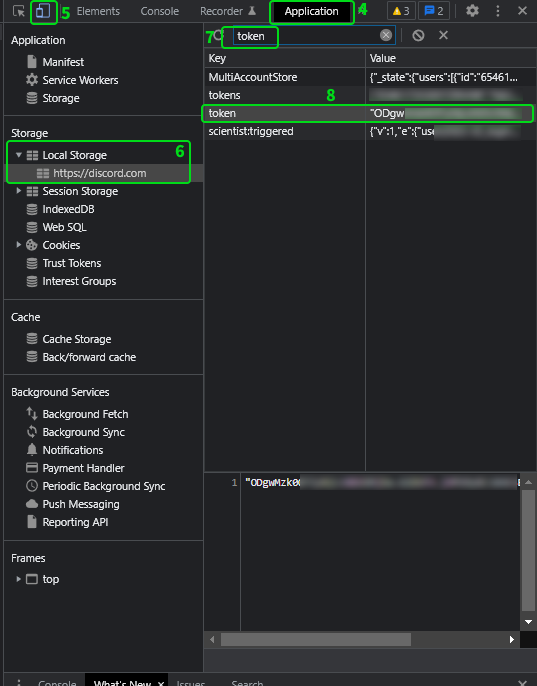 5 Elements Console Recorder Application 4 3 2
Application
Manifest
Service Workers
Storage
Storage
6
Local Storage
https://discord.com
Session Storage
IndexedDB
Web SQL
Cookies
Trust Tokens
Interest Groups
Cache
Cache Storage
Back/forward cache
Background Services
Background Fetch
Background Sync
Notifications
Payment Handler
Periodic Background Sync
Push Messaging
Reporting API
Frames
top
7 token
Key Value
MultiAccountStore {"_state":{"users":[{"id":"65461...
tokens
8
token "ODgw
scientist:triggered {"v":1,"e":{"use
1 "ODgwMzk0
Console What's New Issues Search